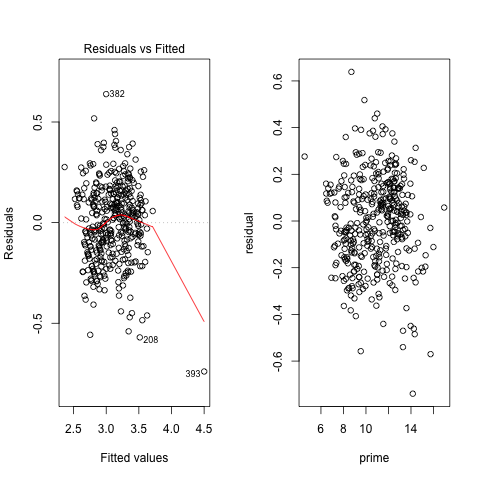 Residuals vs Fitted
Residuals
0.5
0.0
-0.5
382
208
393
2.5 3.0 3.5 4.0 4.5
Fitted values
residual
0.6
0.4
0.2
0.0
-0.2
-0.4
-0.6
6 8 10 14
prime